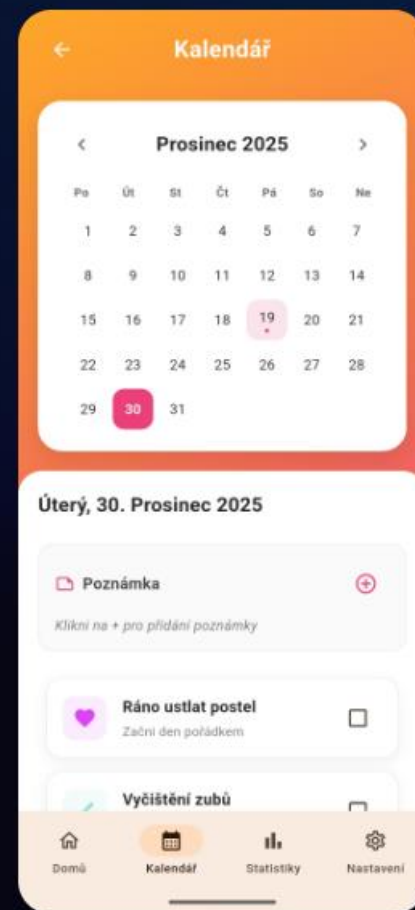 Kalendář
Prosinec 2025
Po Út St Čt Pá So Ne
1 2 3 4 5 6 7
8 9 10 11 12 13 14
15 16 17 18 19 20 21
22 23 24 25 26 27 28
29 30 31
Úterý, 30. Prosinec 2025
Poznámka
Klikni na + pro přidání poznámky
Ráno ustlat postel
Začni den pořádkem
Vyčištění zubů
Domů Kalendář Statistiky Nastavení